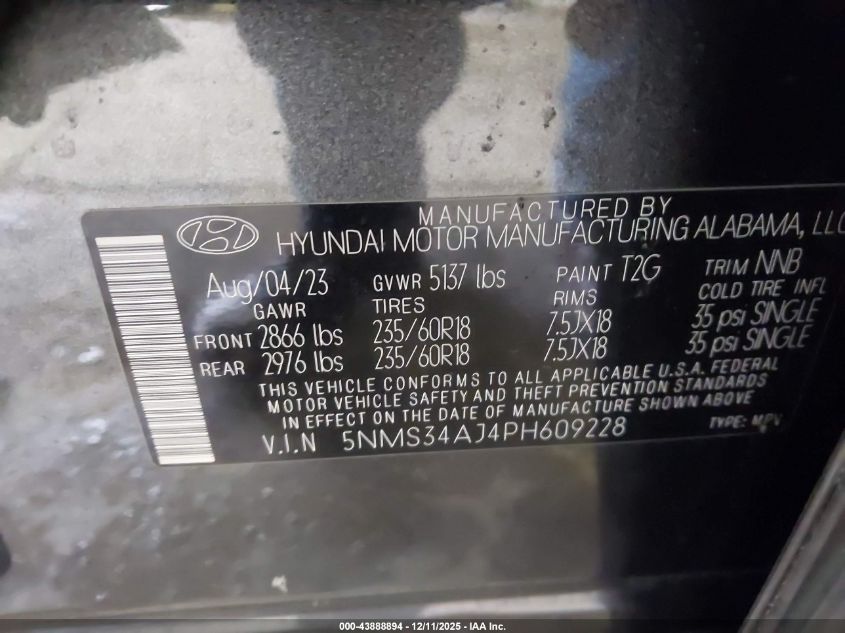 MANUFACTURED BY
HYUNDAI MOTOR MANUFACTURING ALABAMA, LLC
Aug/04/23 GVWR 5137 lbs PAINT T2G TRIM NNB
GAWR TIRES RIMS COLD TIRE INFL
FRONT 2866 lbs 235/60R18 7.5JX18 35 psi SINGLE
REAR 2976 lbs 235/60R18 7.5JX18 35 psi SINGLE
THIS VEHICLE CONFORMS TO ALL APPLICABLE U.S.A. FEDERAL
MOTOR VEHICLE SAFETY AND THEFT PREVENTION STANDARDS
IN EFFECT ON THE DATE OF MANUFACTURE SHOWN ABOVE
V.I.N 5NMS34AJ4PH609228 TYPE: MPV
000-43888894 - 12/11/2025 - IAA Inc.